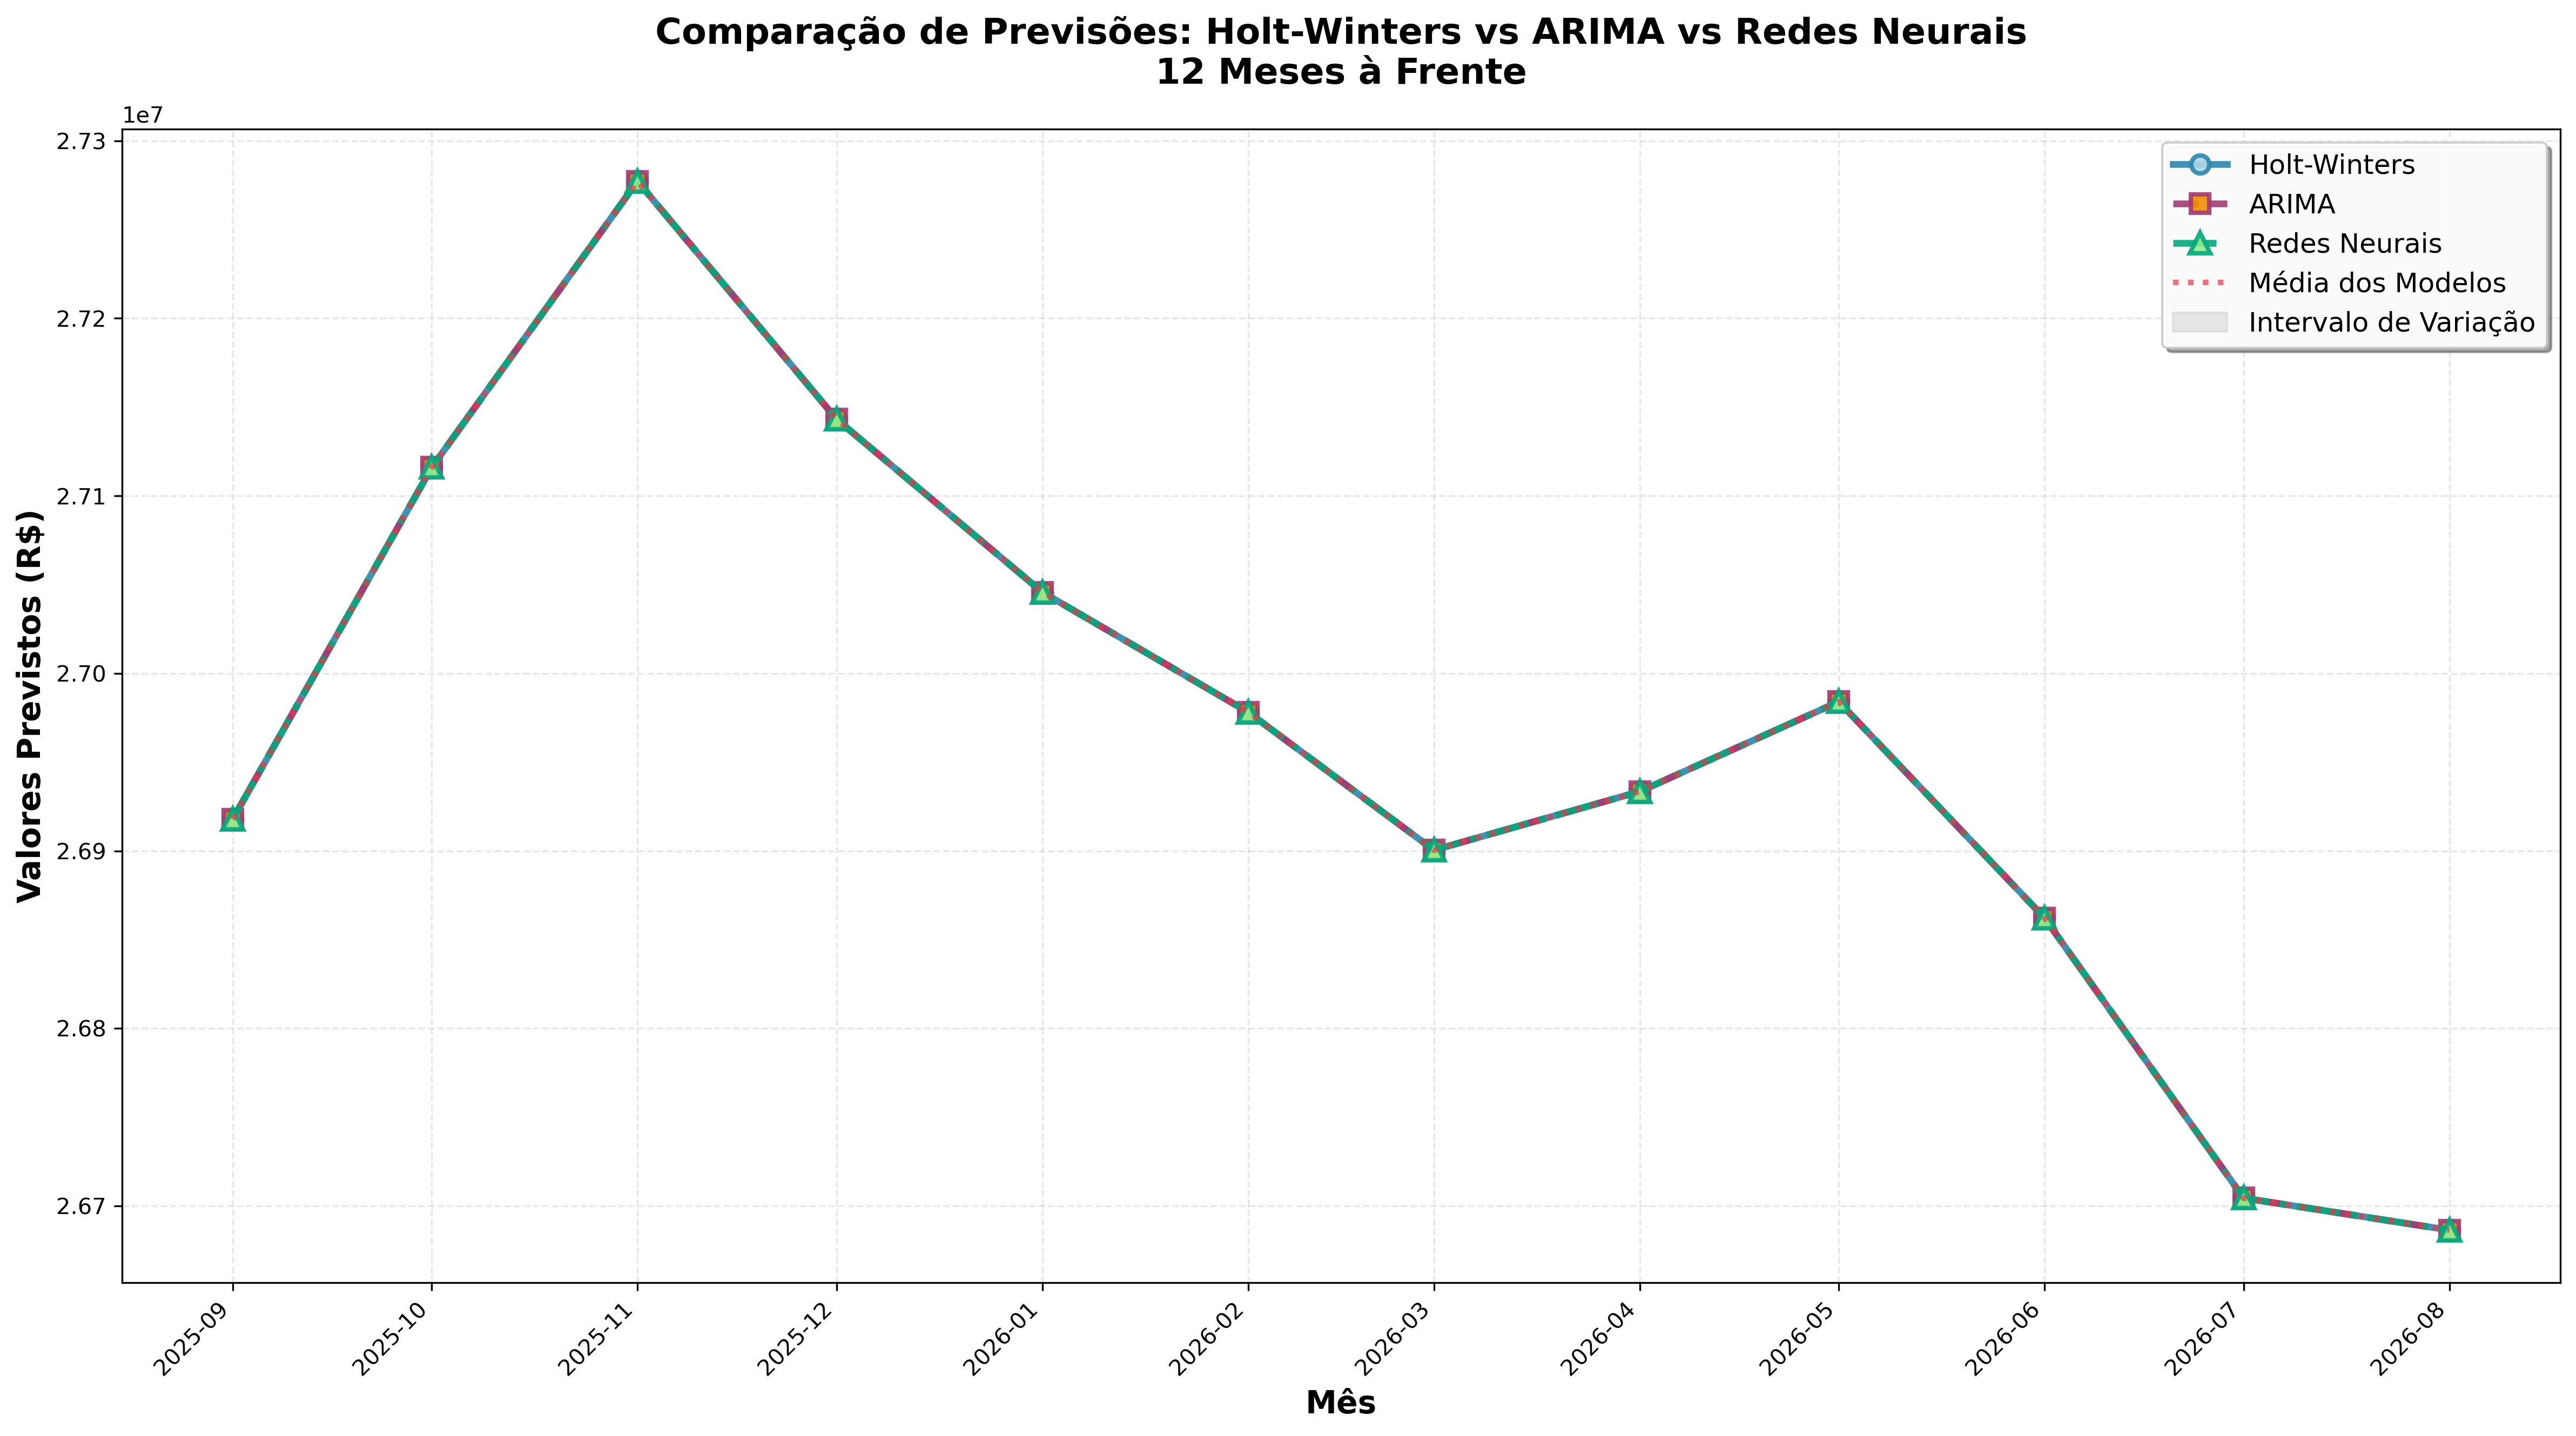 Comparação de Previsões: Holt-Winters vs ARIMA vs Redes Neurais
12 Meses à Frente
1e7
2.73
2.72
2.71
2.70
2.69
2.68
2.67
Valores Previstos (R$)
Holt-Winters
ARIMA
Redes Neurais
Média dos Modelos
Intervalo de Variação
2025-09
2025-10
2025-11
2025-12
2026-01
2026-02
2026-03
2026-04
2026-05
2026-06
2026-07
2026-08
Mês